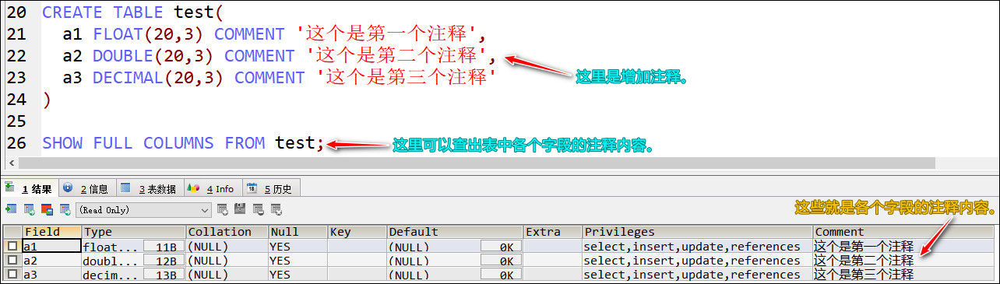 20 CREATE TABLE test(
21 a1 FLOAT(20,3) COMMENT '这个是第一个注释',
22 a2 DOUBLE(20,3) COMMENT '这个是第二个注释',
23 a3 DECIMAL(20,3) COMMENT '这个是第三个注释'
这里是增加注释。
24 )
25
26 SHOW FULL COLUMNS FROM test;
这里可以查出表中各个字段的注释内容。
1 结果 2 信息 3 表数据 4 Info 5 历史
(Read Only)
这些就是各个字段的注释内容。
Field Type Collation Null Key Default Extra Privileges Comment
a1 float... 11B (NULL) YES (NULL) 0K select,insert,update,references 这个是第一个注释
a2 doubl... 12B (NULL) YES (NULL) 0K select,insert,update,references 这个是第二个注释
a3 decim... 13B (NULL) YES (NULL) 0K select,insert,update,references 这个是第三个注释